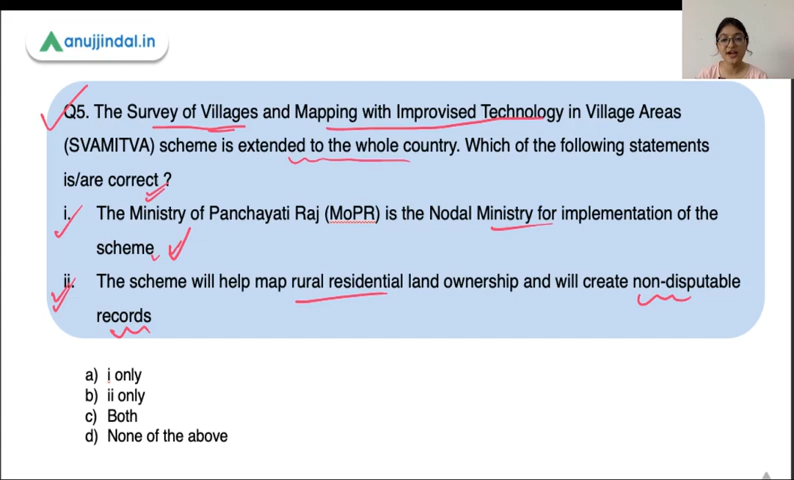 anujjindal.in
Q5. The Survey of Villages and Mapping with Improvised Technology in Village Areas
(SVAMITVA) scheme is extended to the whole country. Which of the following statements
is/are correct ?
i. The Ministry of Panchayati Raj (MoPR) is the Nodal Ministry for implementation of the
scheme
ii. The scheme will help map rural residential land ownership and will create non-disputable
records
a) i only
b) ii only
c) Both
d) None of the above